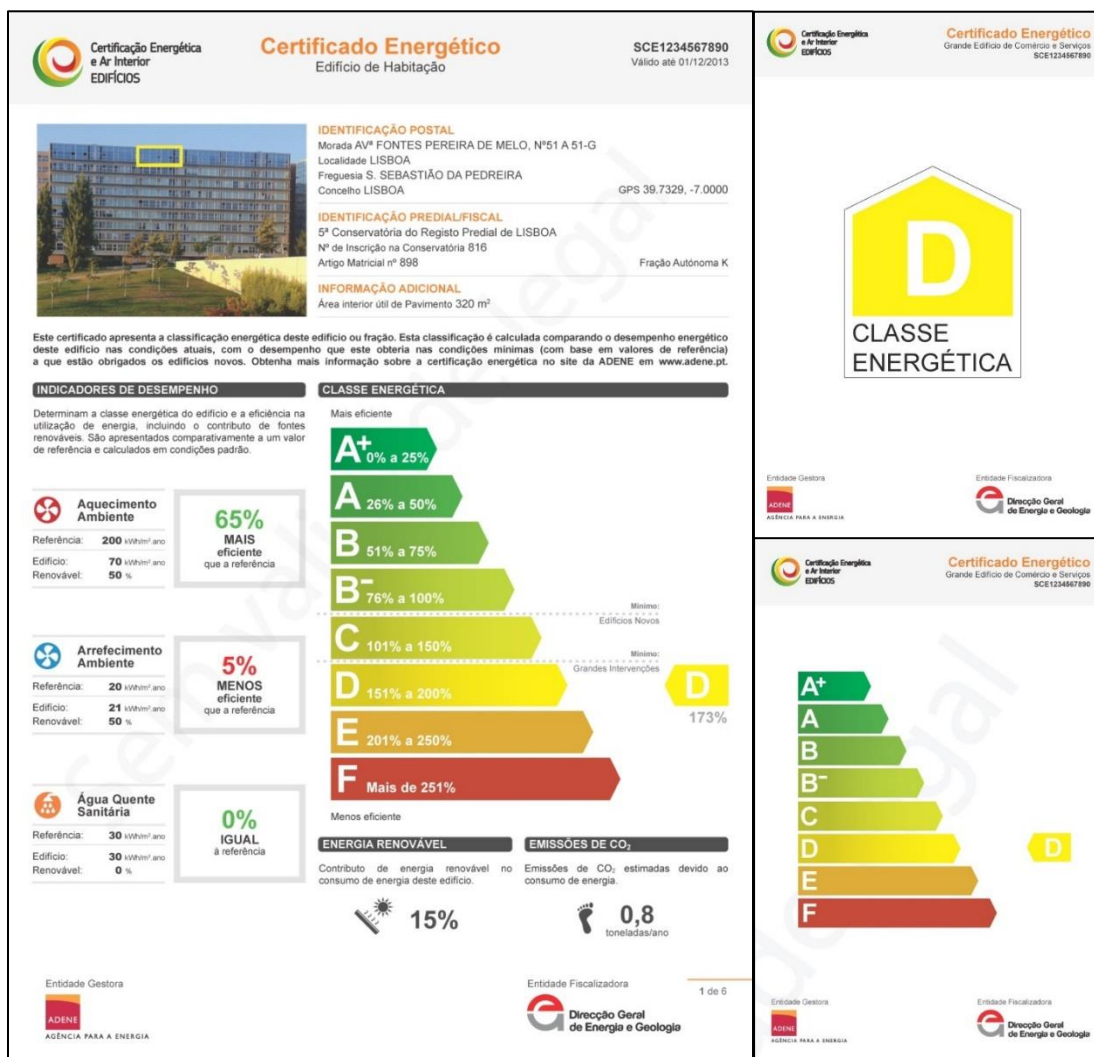 Certificação Energética
e Ar Interior
EDIFÍCIOS
Certificado Energético
Edifício de Habitação
SCE1234567890
Válido até 01/12/2013
IDENTIFICAÇÃO POSTAL
Morada AVª FONTES PEREIRA DE MELO, Nº51 A 51-G
Localidade LISBOA
Freguesia S. SEBASTIÃO DA PEDREIRA
Concelho LISBOA GPS 39.7329, -7.0000
IDENTIFICAÇÃO PREDIAL/FISCAL
5ª Conservatória do Registo Predial de LISBOA
Nº de Inscrição na Conservatória 816
Artigo Matricial nº 898 Fração Autónoma K
INFORMAÇÃO ADICIONAL
Área interior útil de Pavimento 320 m²
Este certificado apresenta a classificação energética deste edifício ou fração. Esta classificação é calculada comparando o desempenho energético
deste edifício nas condições atuais, com o desempenho que este obteria nas condições mínimas (com base em valores de referência)
a que estão obrigados os edifícios novos. Obtenha mais informação sobre a certificação energética no site da ADENE em www.adene.pt.
INDICADORES DE DESEMPENHO
Determinam a classe energética do edifício e a eficiência na
utilização de energia, incluindo o contributo de fontes
renováveis. São apresentados comparativamente a um valor
de referência e calculados em condições padrão.
Aquecimento
Ambiente
Referência: 200 kWh/m².ano
Edifício: 70 kWh/m².ano
Renovável: 50 %
65%
MAIS
eficiente
que a referência
Arrefecimento
Ambiente
Referência: 20 kWh/m².ano
Edifício: 21 kWh/m².ano
Renovável: 50 %
5%
MENOS
eficiente
que a referência
Água Quente
Sanitária
Referência: 30 kWh/m².ano
Edifício: 30 kWh/m².ano
Renovável: 0 %
0%
IGUAL
à referência
CLASSE ENERGÉTICA
Mais eficiente
A+ 0% a 25%
A 26% a 50%
B 51% a 75%
B- 76% a 100%
Mínimo:
Edifícios Novos
C 101% a 150%
Mínimo:
Grandes Intervenções
D 151% a 200%
D
173%
E 201% a 250%
F Mais de 251%
Menos eficiente
ENERGIA RENOVÁVEL
Contributo de energia renovável no
consumo de energia deste edifício.
15%
EMISSÕES DE CO₂
Emissões de CO₂ estimadas devido ao
consumo de energia.
0,8
toneladas/ano
Entidade Gestora
ADENE
AGÊNCIA PARA A ENERGIA
Entidade Fiscalizadora
Direcção Geral
de Energia e Geologia
1 de 6
Sem validade legal
Certificação Energética
e Ar Interior
EDIFÍCIOS
Certificado Energético
Grande Edifício de Comércio e Serviços
SCE1234567890
D
CLASSE
ENERGÉTICA
Entidade Gestora
ADENE
AGÊNCIA PARA A ENERGIA
Entidade Fiscalizadora
Direcção Geral
de Energia e Geologia
Certificação Energética
e Ar Interior
EDIFÍCIOS
Certificado Energético
Grande Edifício de Comércio e Serviços
SCE1234567890
A+
A
B
B-
C
D
D
E
F
Entidade Gestora
ADENE
AGÊNCIA PARA A ENERGIA
Entidade Fiscalizadora
Direcção Geral
de Energia e Geologia